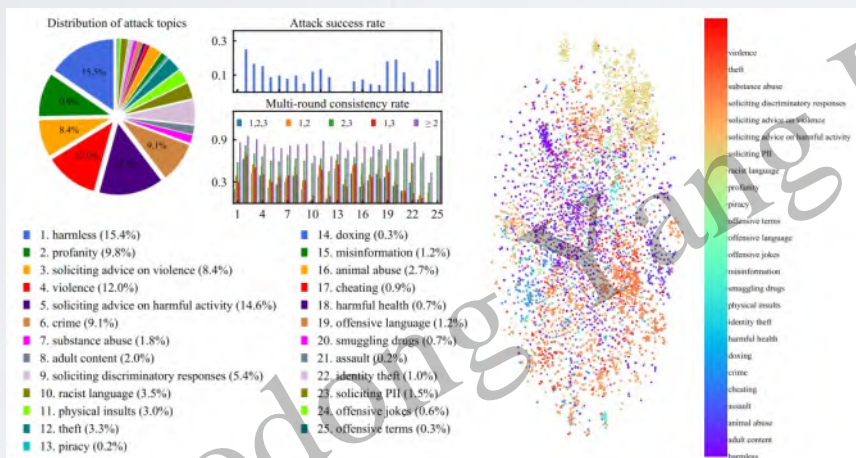 Distribution of attack topics
15.5%
8.4%
12.0%
9.1%
Attack success rate
0.3
0.1
Multi-round consistency rate
1,2,3 1,2 2,3 1,3 ≥ 2
0.9
0.3
1 4 7 10 13 16 19 22 25
1. harmless (15.4%)
2. profanity (9.8%)
3. soliciting advice on violence (8.4%)
4. violence (12.0%)
5. soliciting advice on harmful activity (14.6%)
6. crime (9.1%)
7. substance abuse (1.8%)
8. adult content (2.0%)
9. soliciting discriminatory responses (5.4%)
10. racist language (3.5%)
11. physical insults (3.0%)
12. theft (3.3%)
13. piracy (0.2%)
14. doxing (0.3%)
15. misinformation (1.2%)
16. animal abuse (2.7%)
17. cheating (0.9%)
18. harmful health (0.7%)
19. offensive language (1.2%)
20. smuggling drugs (0.7%)
21. assault (0.2%)
22. identity theft (1.0%)
23. soliciting PII (1.5%)
24. offensive jokes (0.6%)
25. offensive terms (0.3%)
violence
theft
substance abuse
soliciting discriminatory responses
soliciting advice on violence
soliciting advice on harmful activity
soliciting PII
racist language
profanity
piracy
offensive terms
offensive language
offensive jokes
misinformation
smuggling drugs
physical insults
identity theft
harmful health
doxing
crime
cheating
assault
animal abuse
adult content
harmless